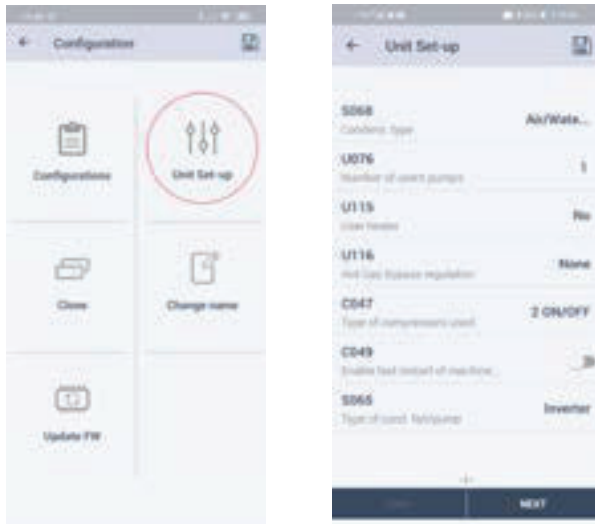 Configuration
Configurations
Unit Set-up
Clone
Change name
Update FW
Unit Set-up
S068
Air/Wate...
Condens. type
U076
1
Number of users pumps
U115
No
User heater
U116
None
Hot Gas Bypass regulation
C047
2 ON/OFF
Type of compressors used
C049
Enable fast restart of machine...
S065
Inverter
Type of cond. fan/pump
NEXT